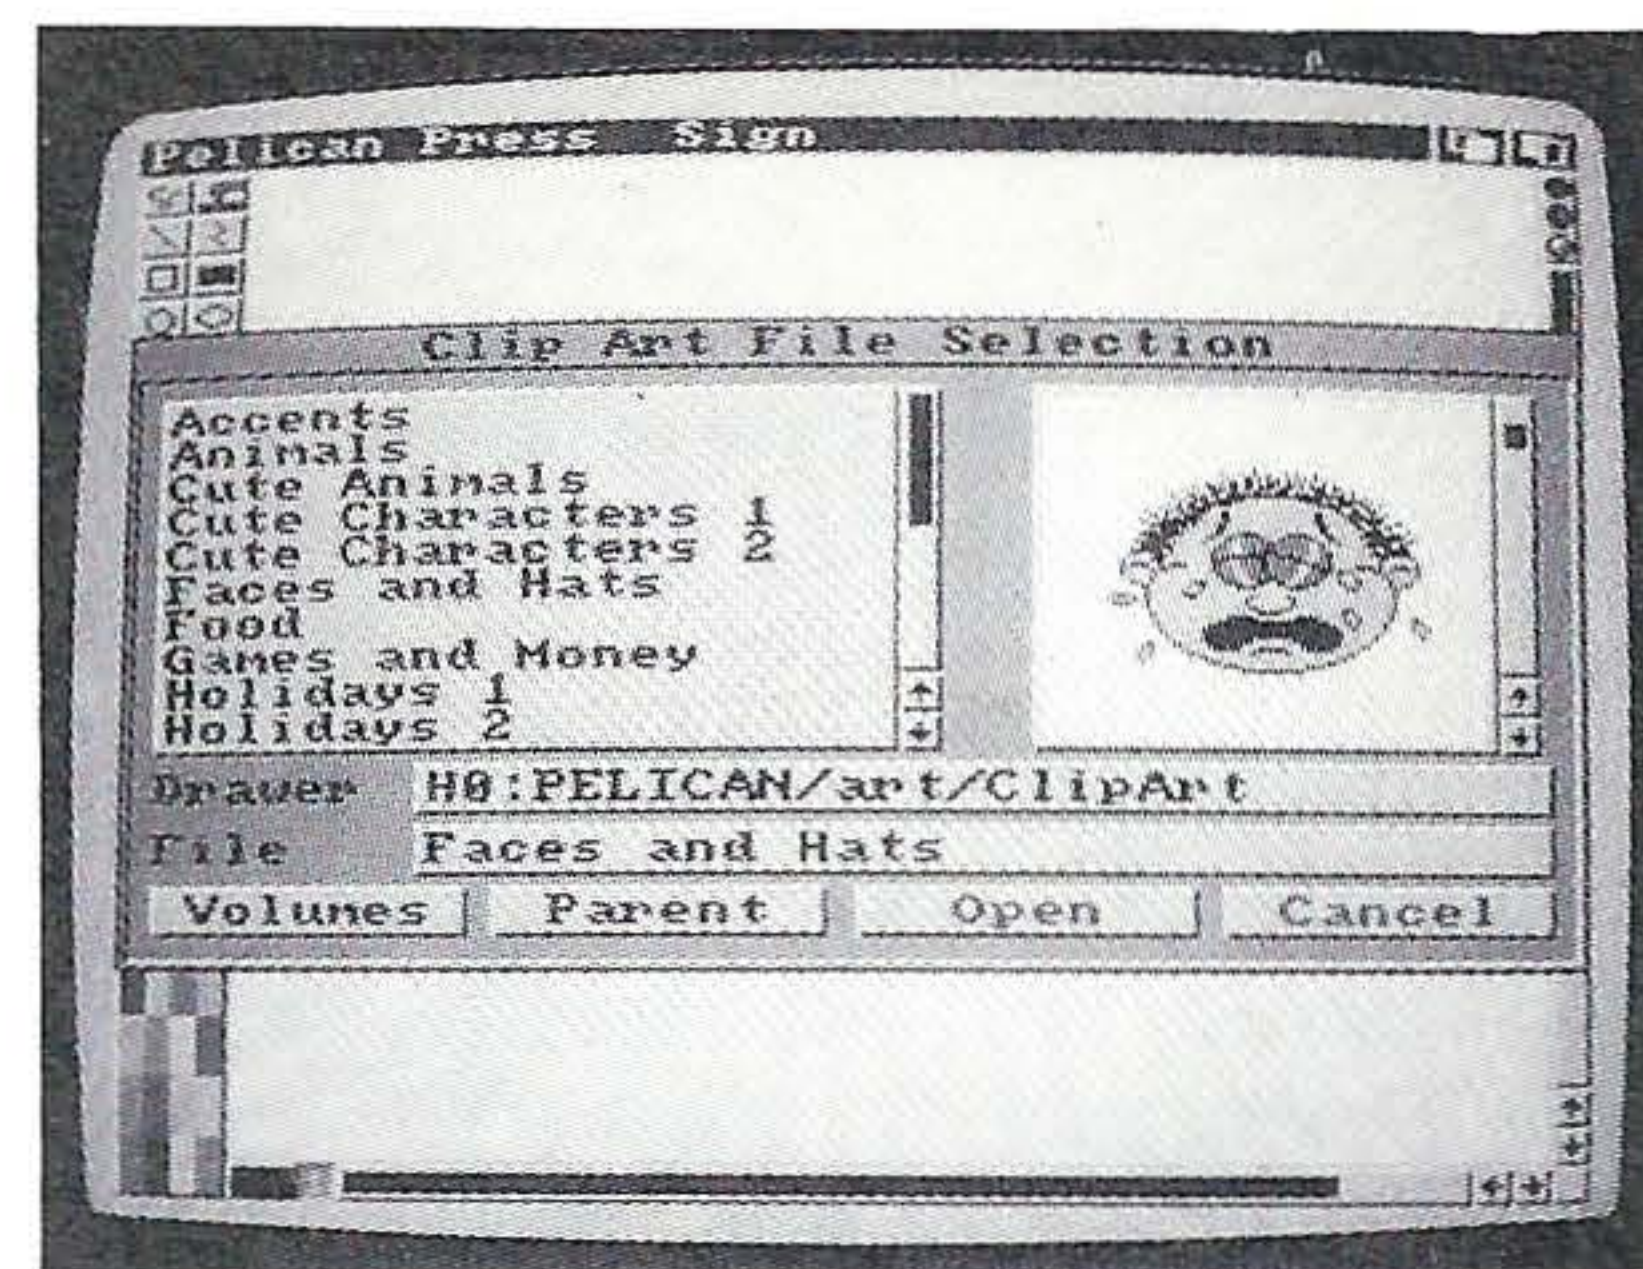 Pelican Press Sign
Clip Art File Selection
Accents
Animals
Cute Animals
Cute Characters 1
Cute Characters 2
Faces and Hats
Food
Games and Money
Holidays 1
Holidays 2
Drawer H0:PELICAN/art/ClipArt
File Faces and Hats
Volumes Parent Open Cancel